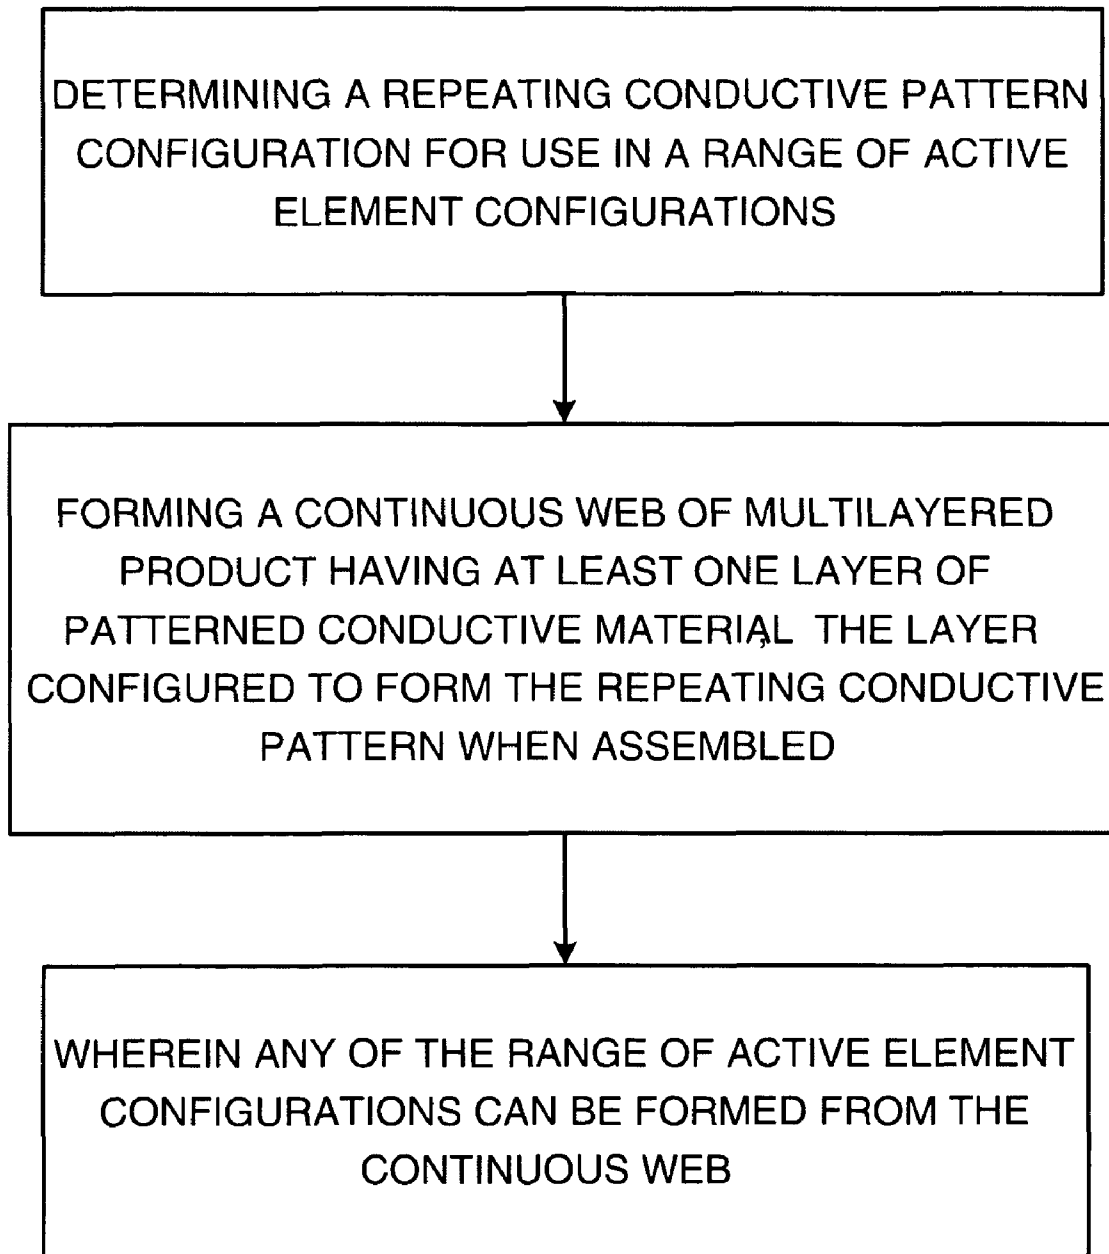 DETERMINING A REPEATING CONDUCTIVE PATTERN
CONFIGURATION FOR USE IN A RANGE OF ACTIVE
ELEMENT CONFIGURATIONS
FORMING A CONTINUOUS WEB OF MULTILAYERED
PRODUCT HAVING AT LEAST ONE LAYER OF
PATTERNED CONDUCTIVE MATERIAL, THE LAYER
CONFIGURED TO FORM THE REPEATING CONDUCTIVE
PATTERN WHEN ASSEMBLED
WHEREIN ANY OF THE RANGE OF ACTIVE ELEMENT
CONFIGURATIONS CAN BE FORMED FROM THE
CONTINUOUS WEB